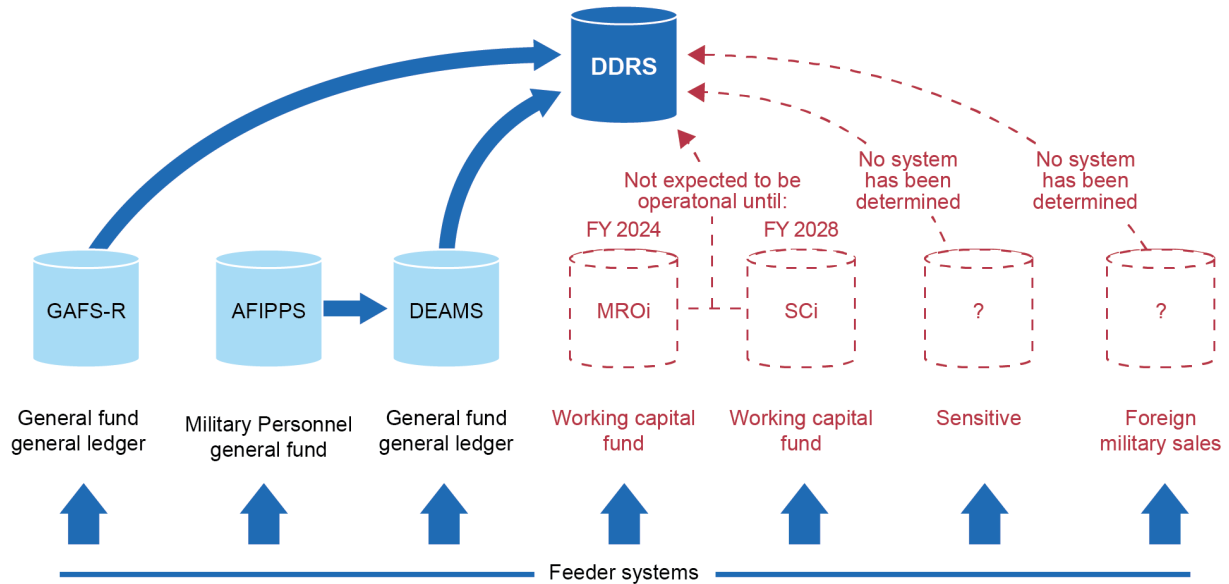 DDRS
Not expected to be
operatonal until:
No system
has been
determined
No system
has been
determined
FY 2024
FY 2028
GAFS-R
AFIPPS
DEAMS
MROi
SCi
?
?
General fund
general ledger
Military Personnel
general fund
General fund
general ledger
Working capital
fund
Working capital
fund
Sensitive
Foreign
military sales
Feeder systems